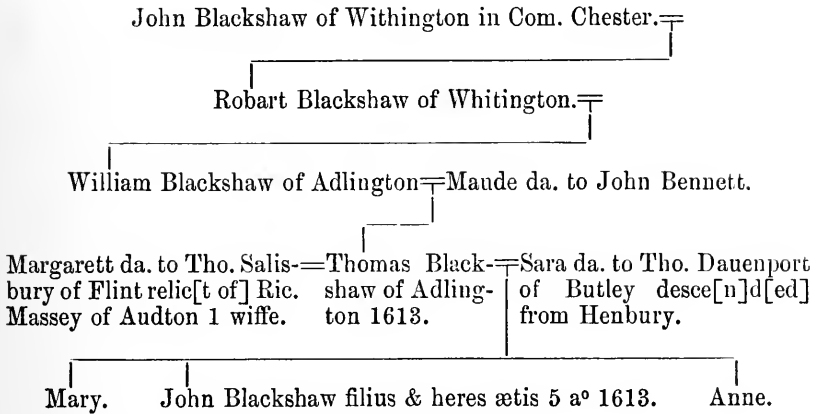 John Blackshaw of Withington in Com. Chester.
Robart Blackshaw of Whitington.
William Blackshaw of Adlington=Maude da. to John Bennett.
Margarett da. to Tho. Salis-=Thomas Black-=Sara da. to Tho. Dauenport
bury of Flint relic[t of] Ric. shaw of Adling- of Butley desce[n]d[ed]
Massey of Audton 1 wiffe. ton 1613. from Henbury.
Mary. John Blackshaw filius & heres ætis 5 aº 1613. Anne.